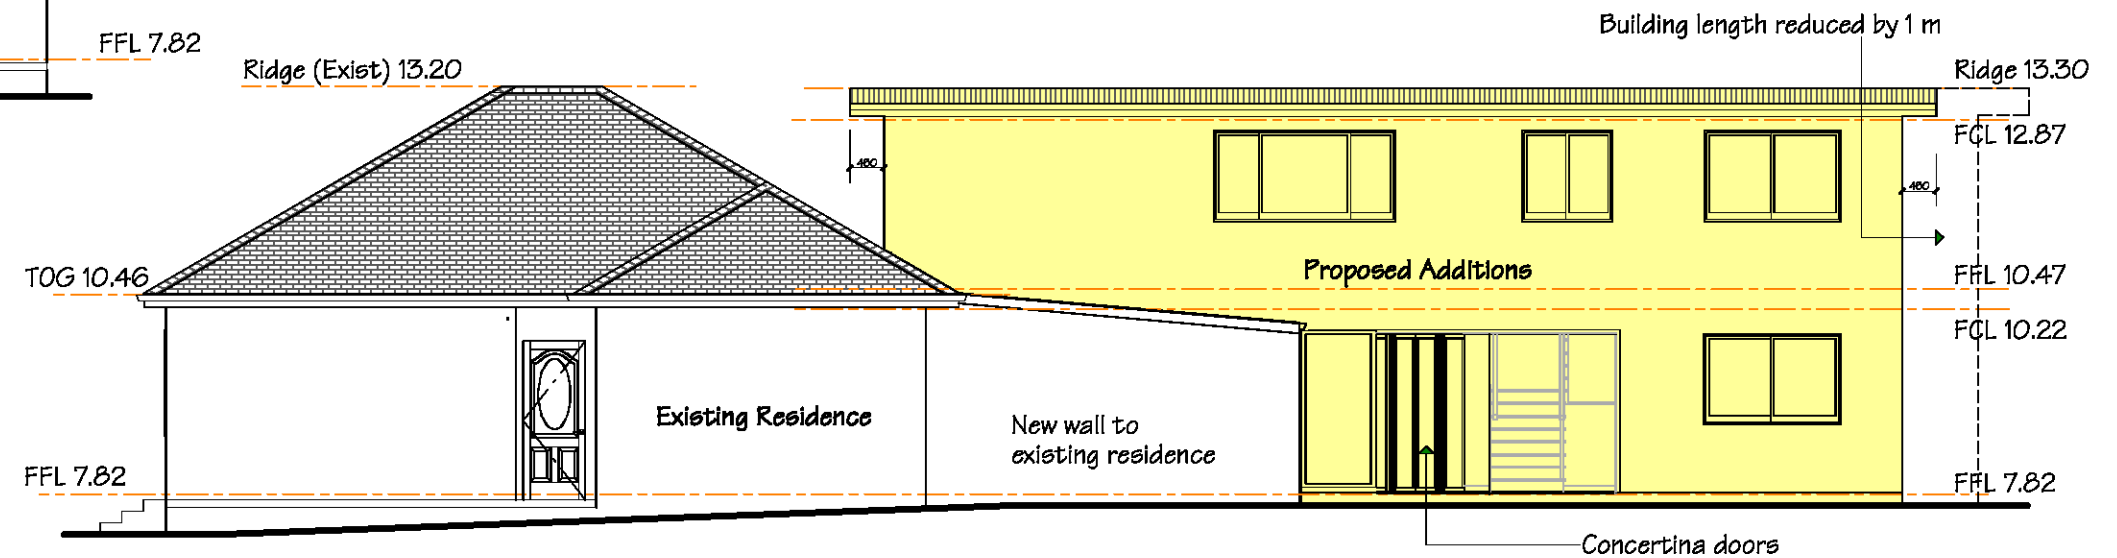 Building length reduced by 1 m
FFL 7.82
Ridge (Exist) 13.20
Ridge 13.30
FCL 12.87
460
460
Proposed Additions
TOG 10.46
FFL 10.47
FCL 10.22
Existing Residence
New wall to
existing residence
FFL 7.82
FFL 7.82
Concertina doors